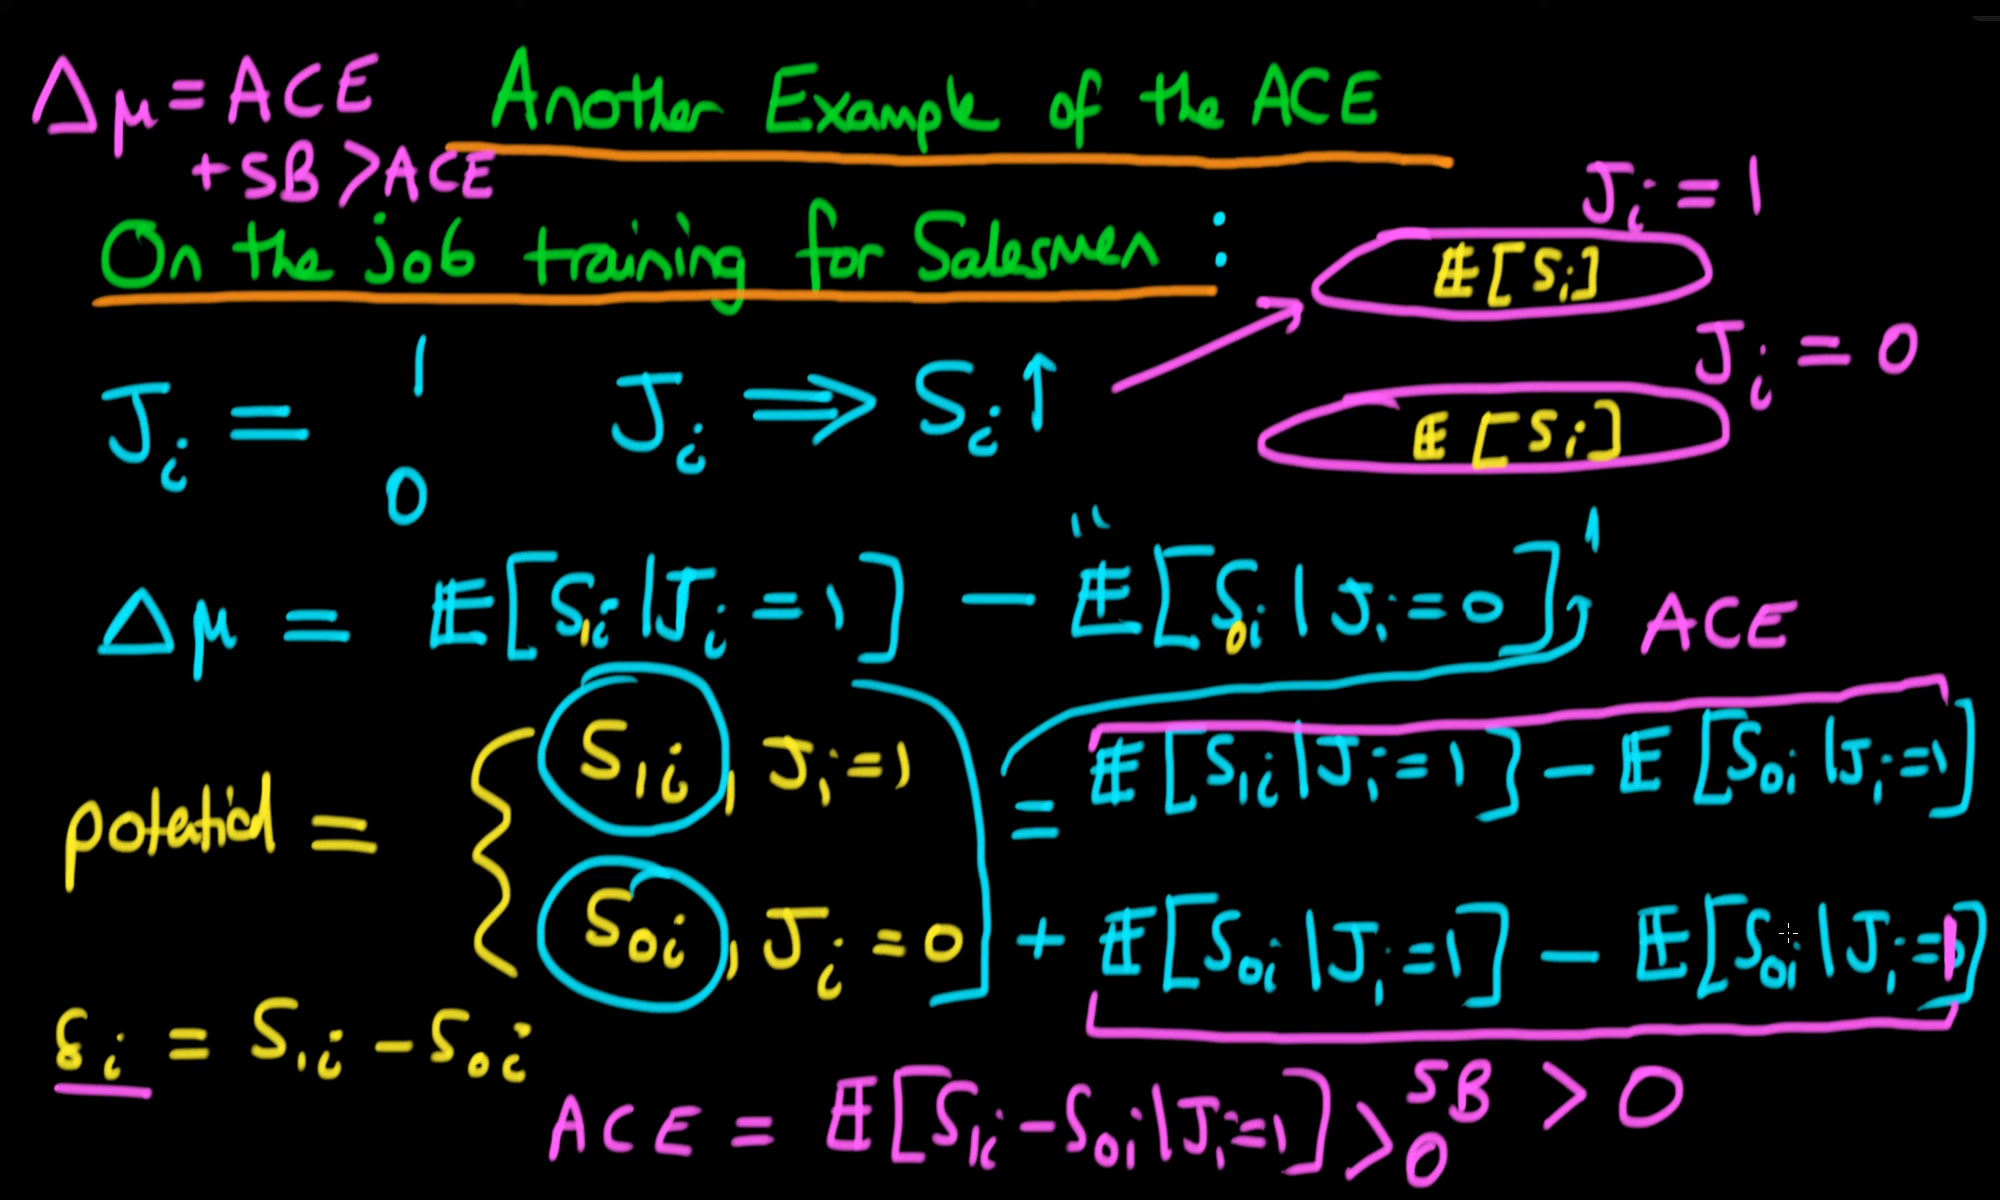 Δμ = ACE
+ SB > ACE
Another Example of the ACE
On the job training for Salesmen :
J_i = 1
𝔼[S_i]
J_i = 0
𝔼[S_i]
J_i = 1 0
J_i ⇒ S_i ↑
Δμ = 𝔼[S_1i | J_i = 1] − 𝔼[S_0i | J_i = 0]
ACE
potential = { S_1i, J_i = 1
S_0i, J_i = 0
= 𝔼[S_1i | J_i = 1] − 𝔼[S_0i | J_i = 1]
+ 𝔼[S_0i | J_i = 1] − 𝔼[S_0i | J_i = 0]
SB > 0
δ_i = S_1i − S_0i
ACE = 𝔼[S_1i − S_0i | J_i = 1] > 0